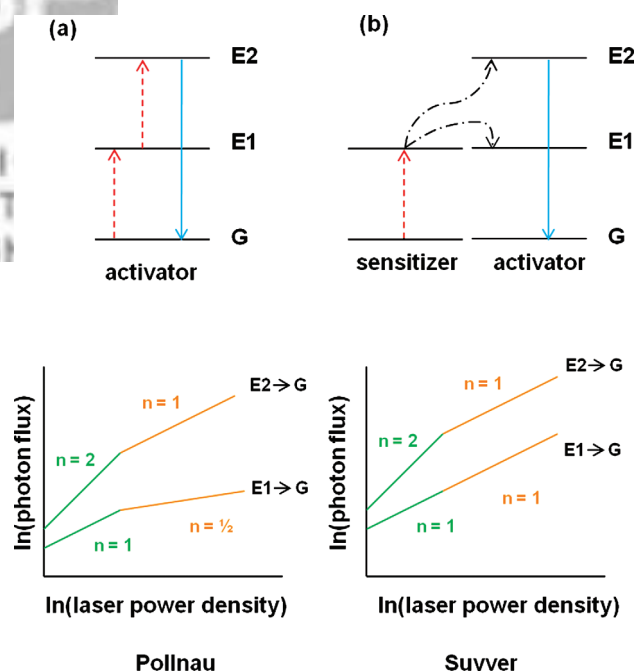 (a)
E2
E1
G
activator
(b)
E2
E1
G
sensitizer activator
ln(photon flux)
n = 2
n = 1
E2→G
n = 1
n = ½
E1→G
ln(laser power density)
Pollnau
ln(photon flux)
n = 2
n = 1
E2→G
n = 1
n = 1
E1→G
ln(laser power density)
Suyver